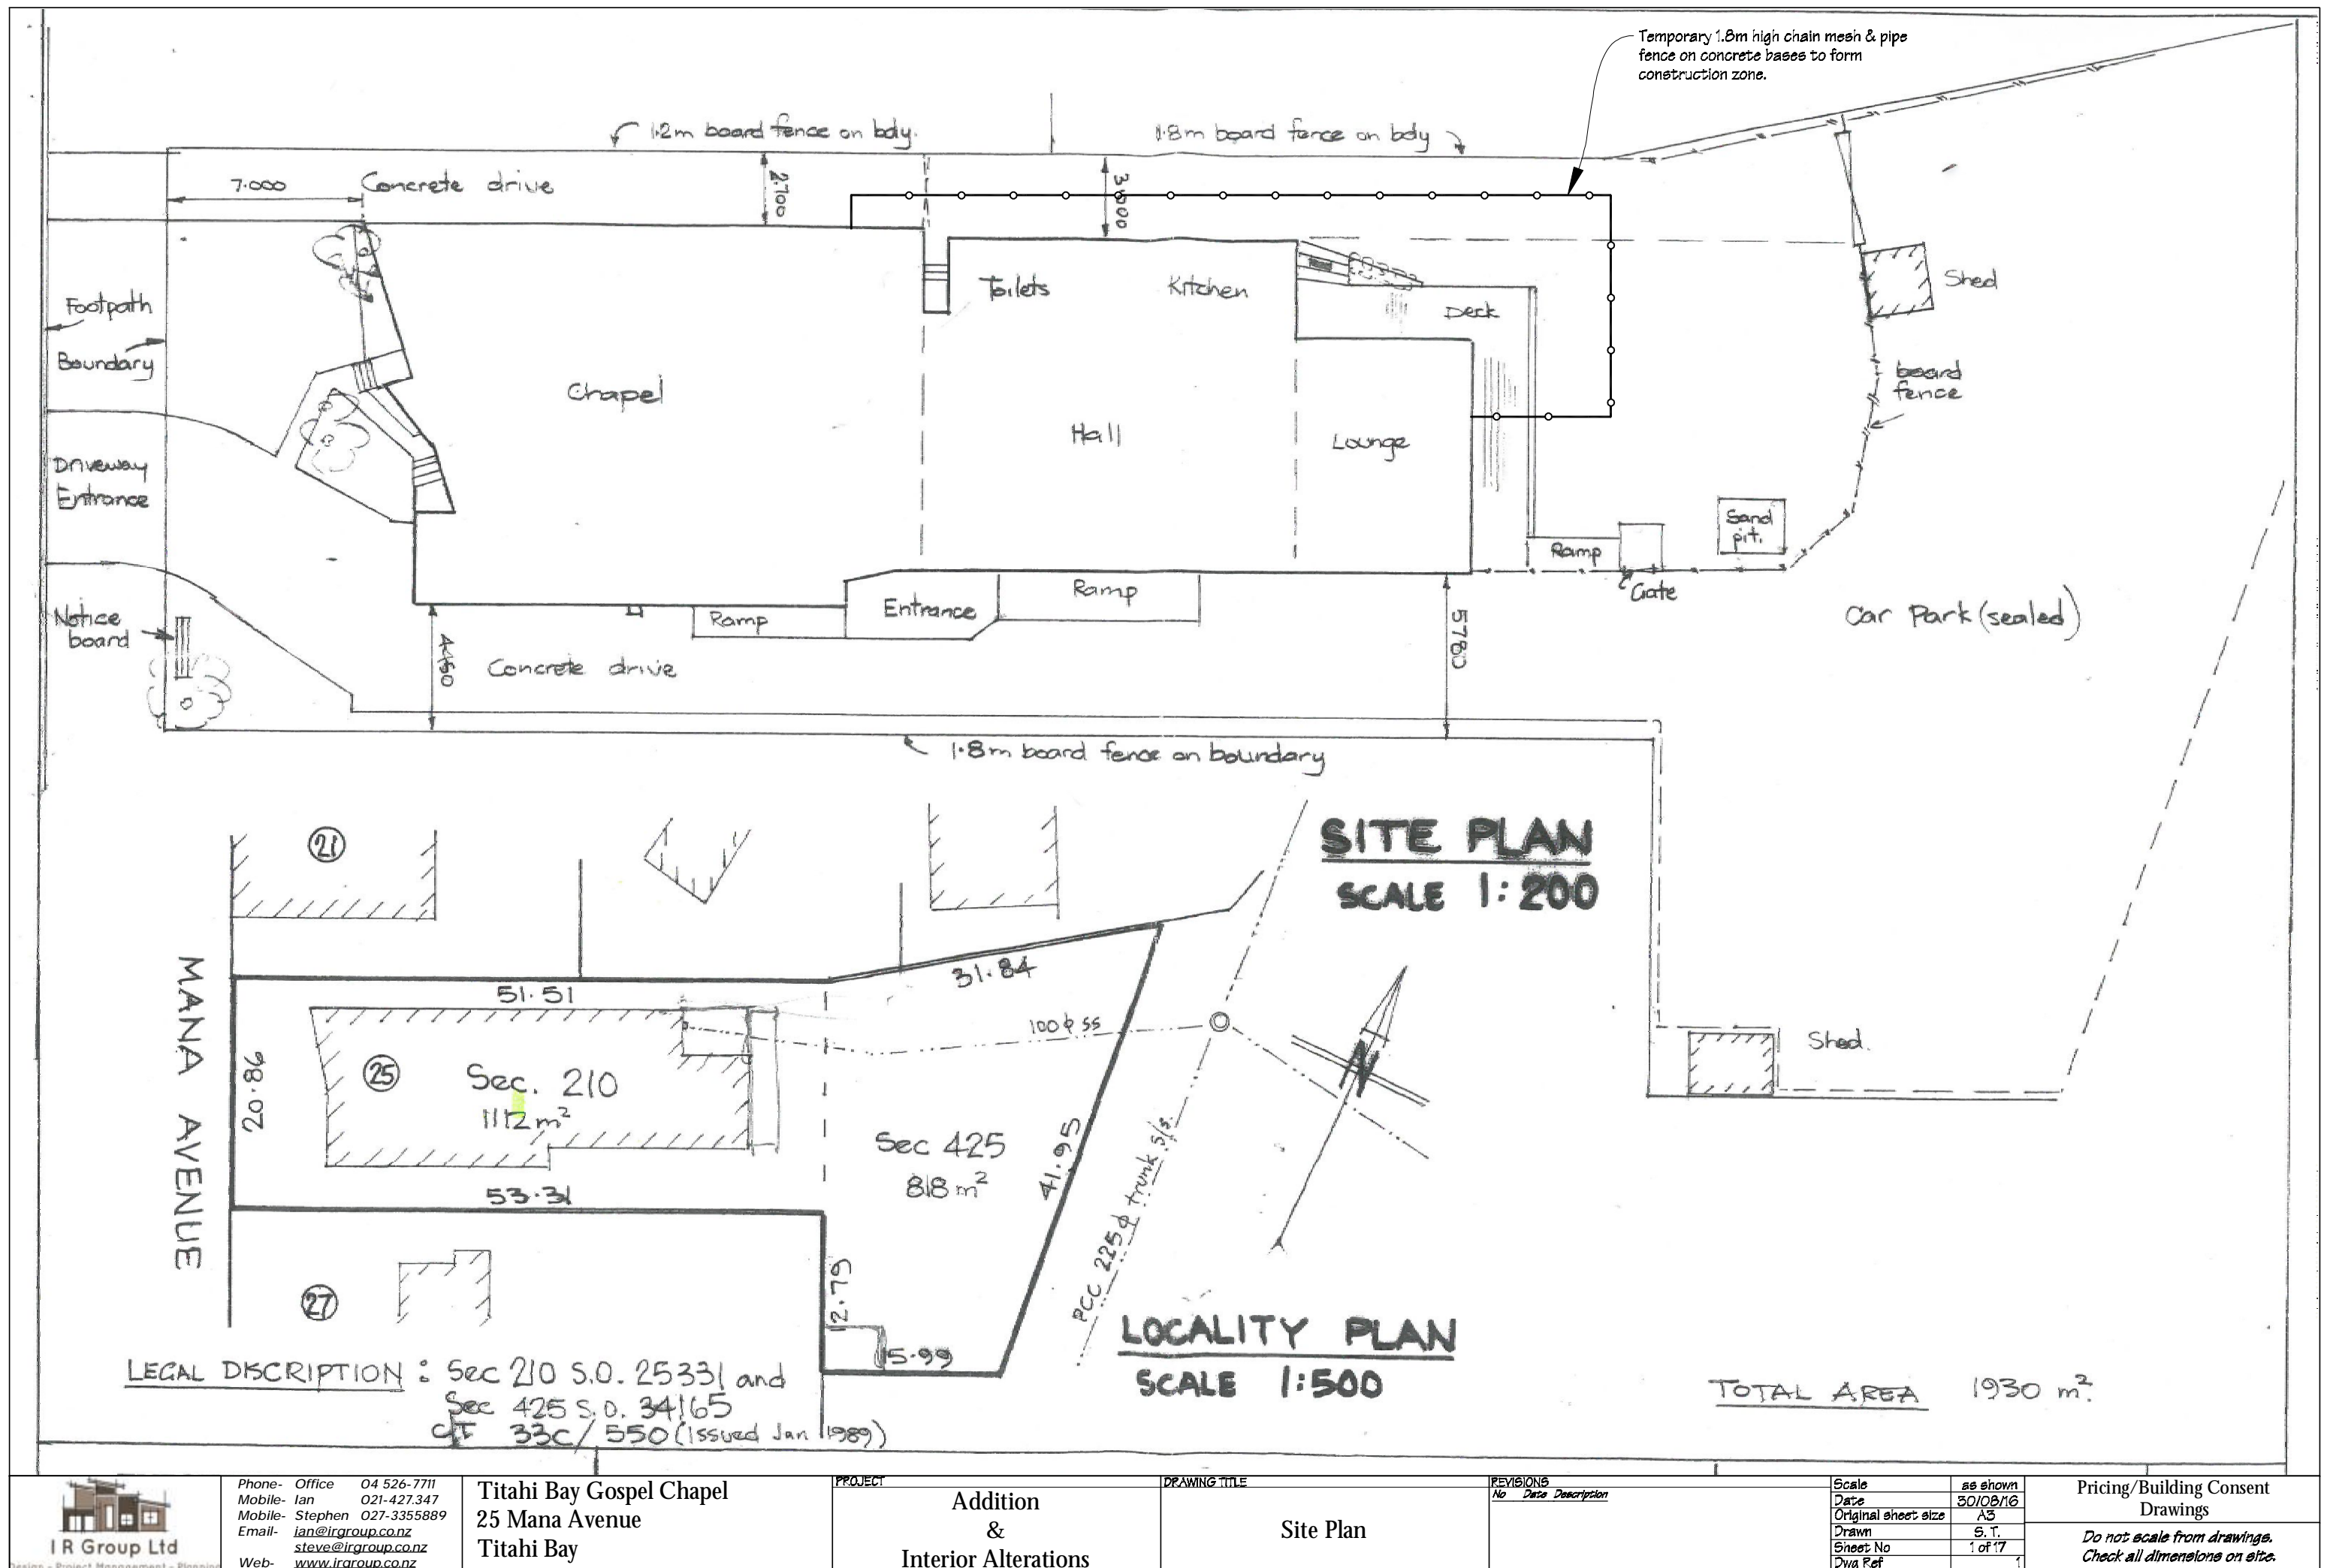 Temporary 1.8m high chain mesh & pipe
fence on concrete bases to form
construction zone.
1.2m board fence on bdy.
1.8m board fence on bdy
7.000
Concrete drive
2.700
Footpath
Boundary
Toilets
Kitchen
Deck
Shed
Chapel
Hall
Lounge
board
fence
Driveway
Entrance
Sand
pit.
Ramp
Gate
Notice
board
Ramp
Entrance
Ramp
5780
Car Park (sealed)
Concrete drive
1.8m board fence on boundary
SITE PLAN
SCALE 1:200
21
MANA AVENUE
51.51
31.84
100 ϕ SS
20.86
25
Sec. 210
1112 m²
N
Sec 425
818 m²
41.95
53.31
PCC 225 ϕ trunk s/s.
Shed.
27
12.79
15.99
LOCALITY PLAN
SCALE 1:500
LEGAL DISCRIPTION : Sec 210 S.O. 25331 and
Sec 425 S.O. 34165
C/T 33C/550 (issued Jan 1989)
TOTAL AREA 1930 m².
I R Group Ltd
Design - Project Management - Planning
Phone- Office 04 526-7711
Mobile- Ian 021-427.347
Mobile- Stephen 027-3355889
Email- ian@irgroup.co.nz
steve@irgroup.co.nz
Web- www.irgroup.co.nz
Titahi Bay Gospel Chapel
25 Mana Avenue
Titahi Bay
PROJECT
Addition
&
Interior Alterations
DRAWING TITLE
Site Plan
REVISIONS
No Date Description
Scale as shown
Date 30/08/16
Original sheet size A3
Drawn S. T.
Sheet No 1 of 17
Dwg Ref 1
Pricing/Building Consent
Drawings
Do not scale from drawings.
Check all dimensions on site.